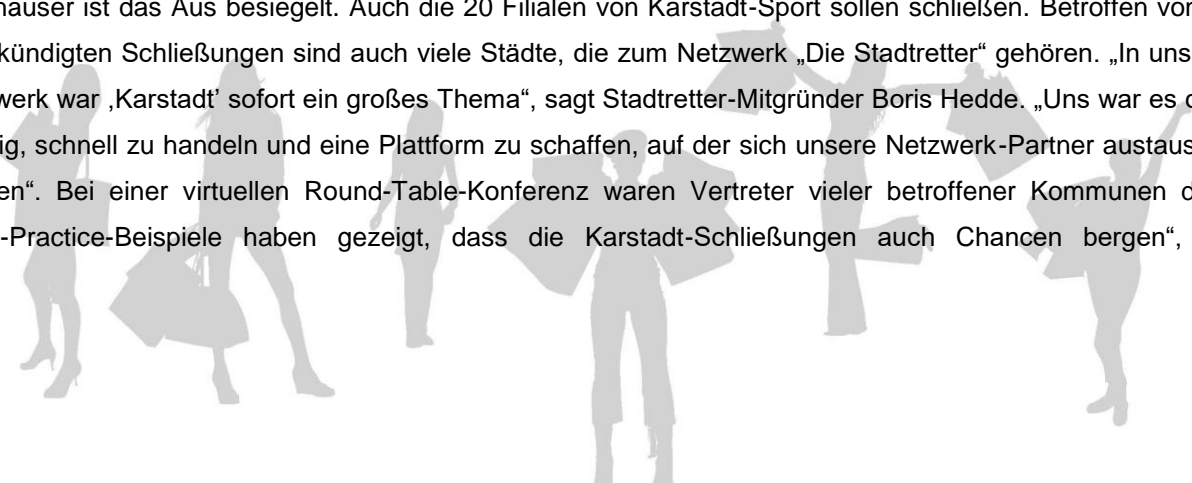 häuser ist das Aus besiegelt. Auch die 20 Filialen von Karstadt-Sport sollen schließen. Betroffen von
kündigten Schließungen sind auch viele Städte, die zum Netzwerk „Die Stadtretter“ gehören. „In uns
werk war ‚Karstadt’ sofort ein großes Thema“, sagt Stadtretter-Mitgründer Boris Hedde. „Uns war es d
ig, schnell zu handeln und eine Plattform zu schaffen, auf der sich unsere Netzwerk-Partner austaus
en“. Bei einer virtuellen Round-Table-Konferenz waren Vertreter vieler betroffener Kommunen d
-Practice-Beispiele haben gezeigt, dass die Karstadt-Schließungen auch Chancen bergen“,